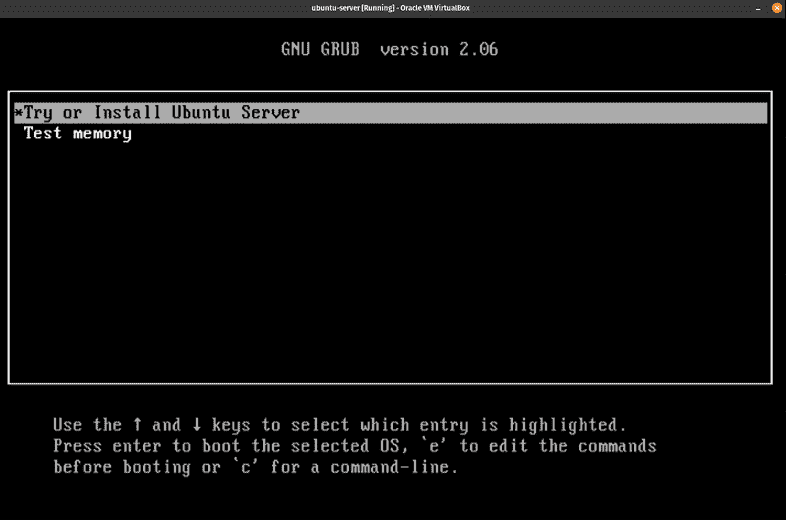 ubuntu-server [Running] - Oracle VM VirtualBox
GNU GRUB  version 2.06
*Try or Install Ubuntu Server
Test memory
Use the ↑ and ↓ keys to select which entry is highlighted.
Press enter to boot the selected OS, `e' to edit the commands
before booting or `c' for a command-line.